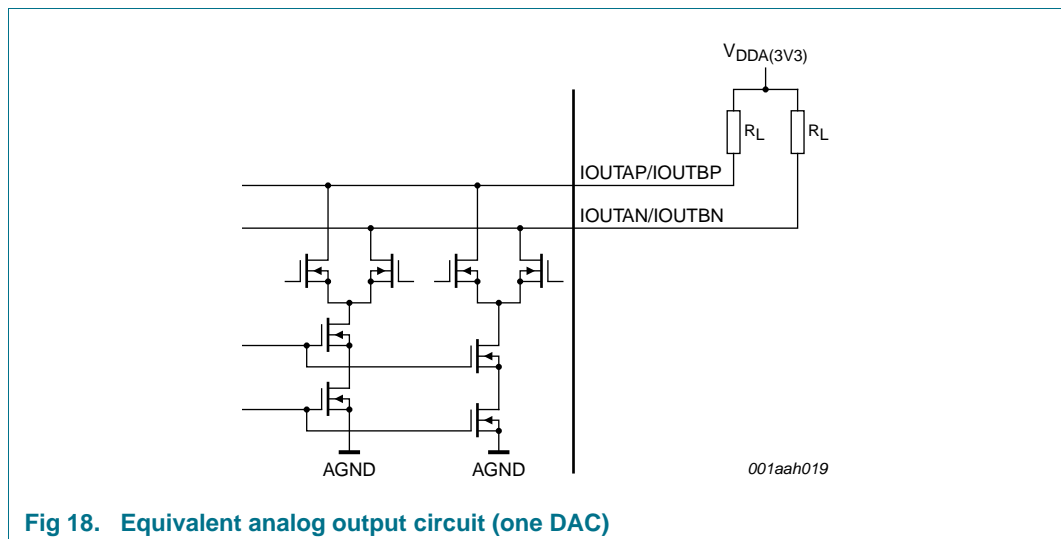 VDDA(3V3)
RL RL
IOUTAP/IOUTBP
IOUTAN/IOUTBN
AGND AGND
001aah019
Fig 18. Equivalent analog output circuit (one DAC)